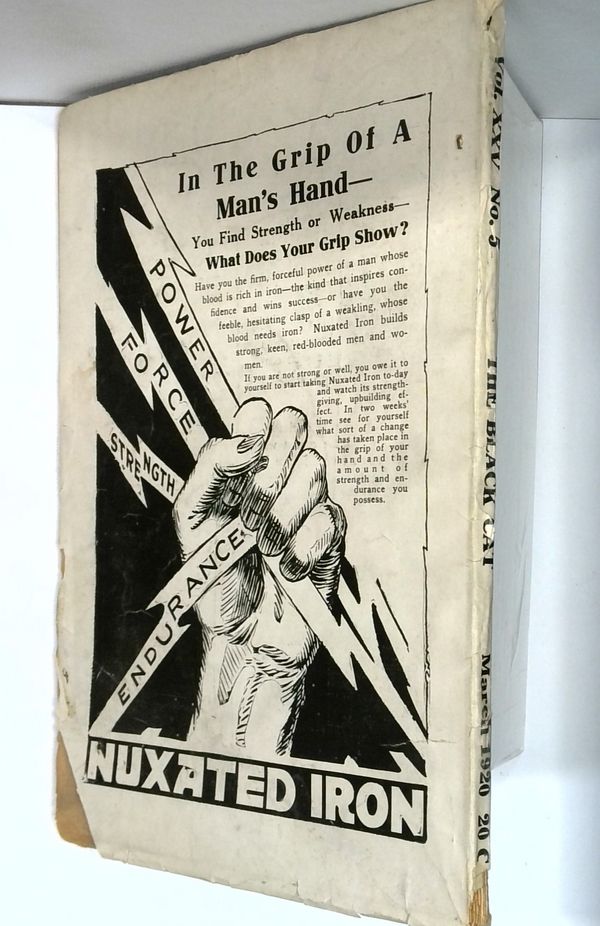 In The Grip Of A
Man's Hand—
You Find Strength or Weakness—
What Does Your Grip Show?
Have you the firm, forceful power of a man whose
blood is rich in iron—the kind that inspires con-
fidence and wins success—or have you the
feeble, hesitating clasp of a weakling, whose
blood needs iron? Nuxated Iron builds
strong, keen, red-blooded men and wo-
men.
If you are not strong or well, you owe it to
yourself to start taking Nuxated Iron to-day
and watch its strength-
giving, upbuilding ef-
fect. In two weeks'
time see for yourself
what sort of a change
has taken place in
the grip of your
hand and the
amount of
strength and en-
durance you
possess.
POWER
FORCE
STRENGTH
ENDURANCE
NUXATED IRON
Vol. XXV No. 5 THE BLACK CAT March 1920 20 C